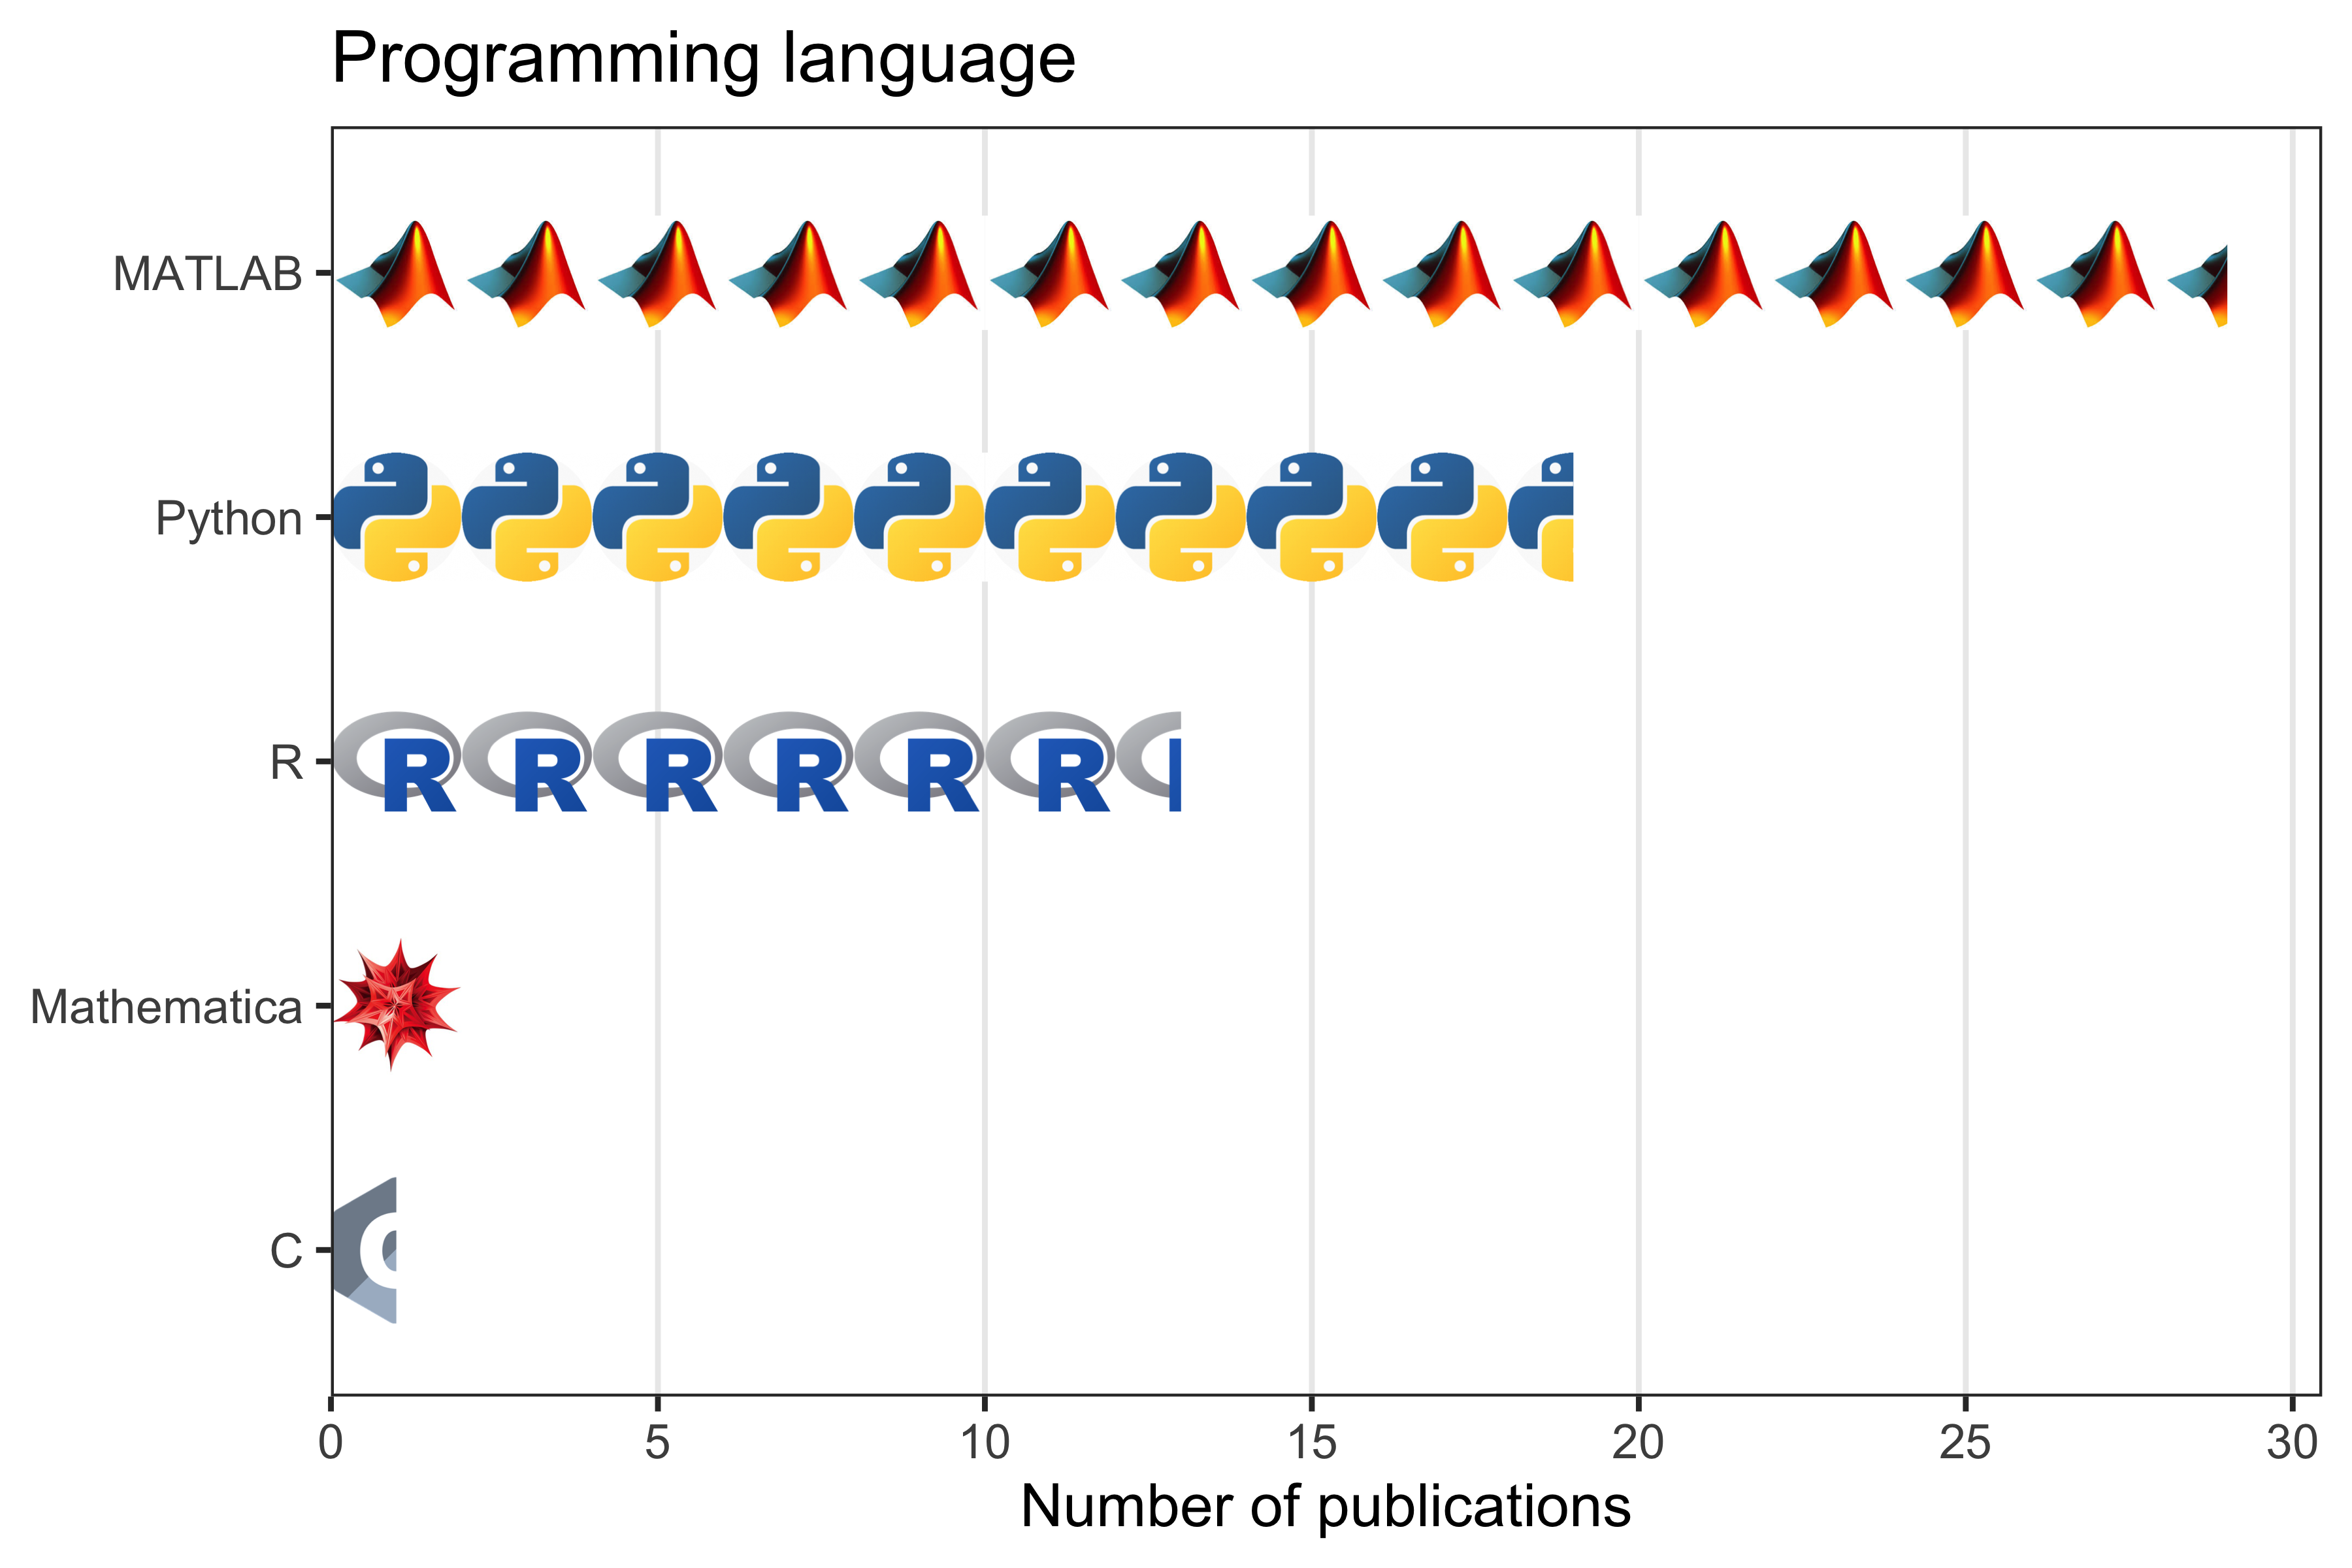 Programming language
MATLAB
Python
R
Mathematica
C
0 5 10 15 20 25 30
Number of publications